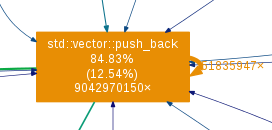 std::vector::push_back
84.83%
(12.54%)
9042970150×
51835947×